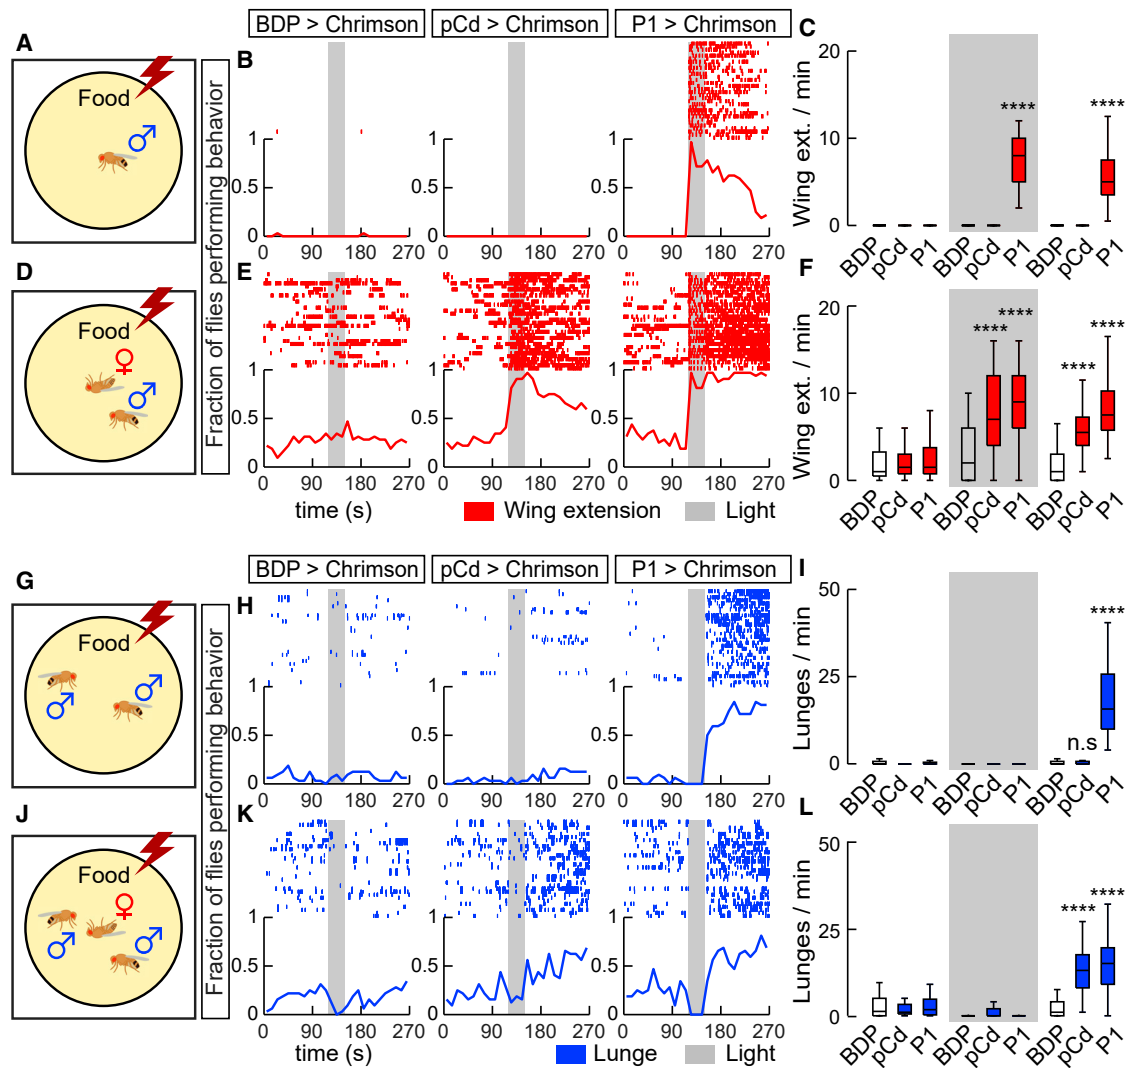 BDP > Chrimson pCd > Chrimson P1 > Chrimson
A
Food
♂
Fraction of flies performing behavior
B
1
0.5
0
0 90 180 270
1
0.5
0
0 90 180 270
1
0.5
0
0 90 180 270
C
Wing ext. / min
20
10
0
****
****
BDP pCd P1 BDP pCd P1 BDP pCd P1
D
Food
♀
♂
E
1
0.5
0
0 90 180 270
1
0.5
0
0 90 180 270
1
0.5
0
0 90 180 270
time (s)
Wing extension Light
F
Wing ext. / min
20
10
0
****
****
****
****
BDP pCd P1 BDP pCd P1 BDP pCd P1
BDP > Chrimson pCd > Chrimson P1 > Chrimson
G
Food
♂
♂
Fraction of flies performing behavior
H
1
0.5
0
0 90 180 270
1
0.5
0
0 90 180 270
1
0.5
0
0 90 180 270
I
Lunges / min
50
25
0
****
n.s
BDP pCd P1 BDP pCd P1 BDP pCd P1
J
Food
♀
♂
♂
K
1
0.5
0
0 90 180 270
1
0.5
0
0 90 180 270
1
0.5
0
0 90 180 270
time (s)
Lunge Light
L
Lunges / min
50
25
0
****
****
BDP pCd P1 BDP pCd P1 BDP pCd P1